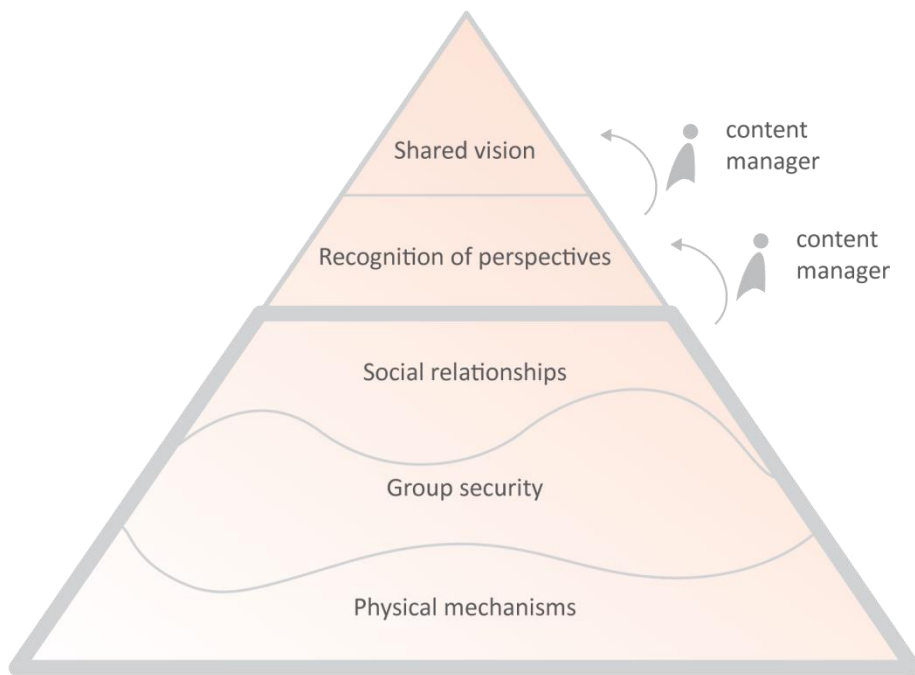 Shared vision
content
manager
Recognition of perspectives
content
manager
Social relationships
Group security
Physical mechanisms